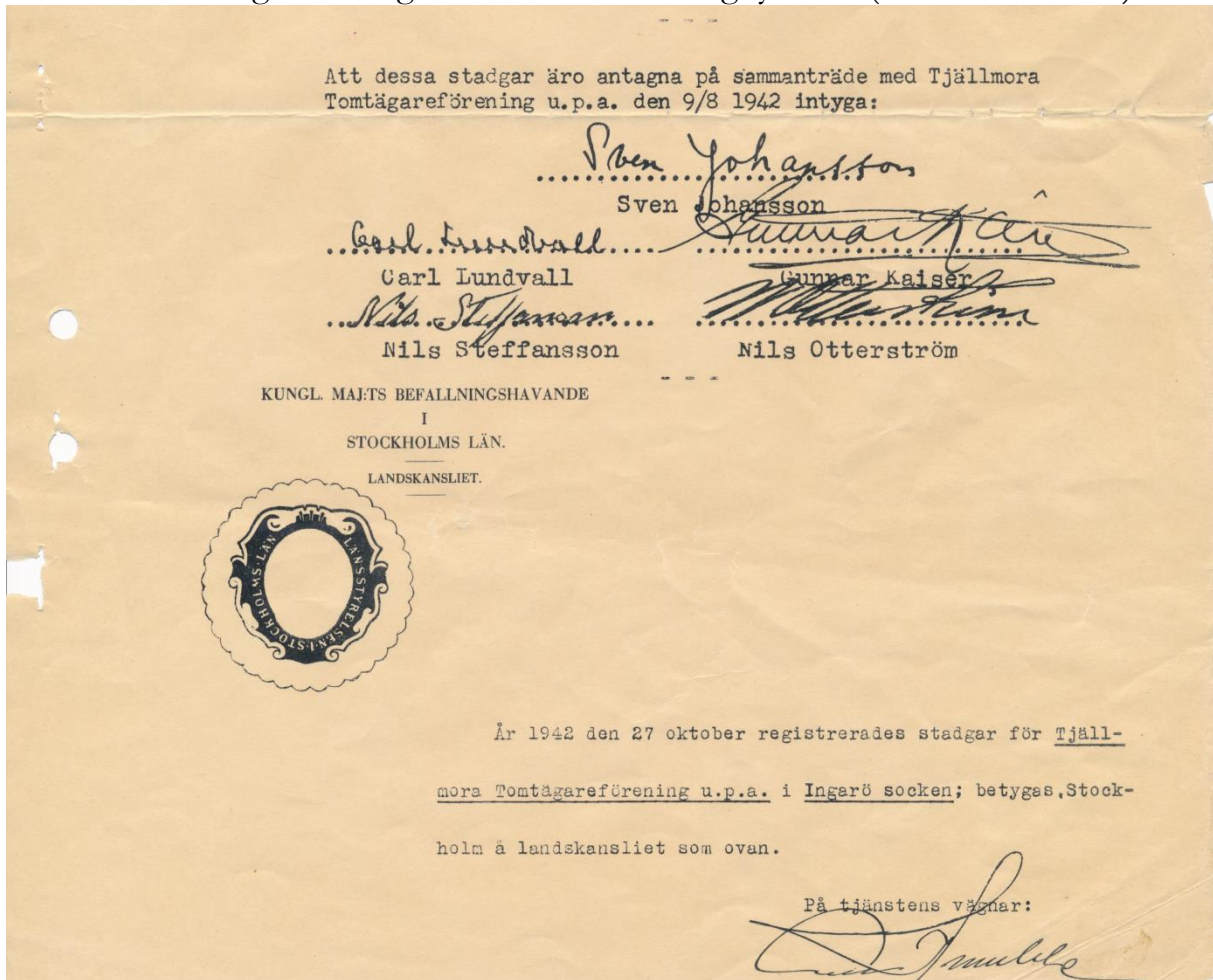 Att dessa stadgar äro antagna på sammanträde med Tjällmora
Tomtägareförening u.p.a. den 9/8 1942 intyga:
Sven Johansson
Sven Johansson
Carl Lundvall
Carl Lundvall Gunnar Kaiser
Nils Steffansson
Nils Steffansson Nils Otterström
KUNGL. MAJ:TS BEFALLNINGSHAVANDE
I
STOCKHOLMS LÄN.
LANDSKANSLIET.
LÄNSSTYRELSEN·I·STOCKHOLMS·LÄN
År 1942 den 27 oktober registrerades stadgar för Tjäll-
mora Tomtägareförening u.p.a. i Ingarö socken; betygas,Stock-
holm å landskansliet som ovan.
På tjänstens vägnar: